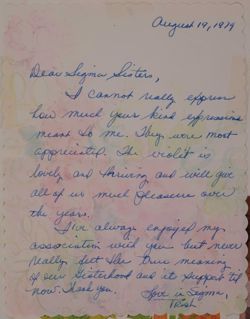 August 19, 1979
Dear Sigma Sisters,
I cannot really express
how much your kind expressions
meant to me. They were most
appreciated. The violet is
lovely and thriving and will give
all of us much pleasure over
the years.
I've always enjoyed my
association with you but never
really felt the true meaning
of our Sisterhood and its support 'til
now. Thank you.
Love in Sigma,
Trish